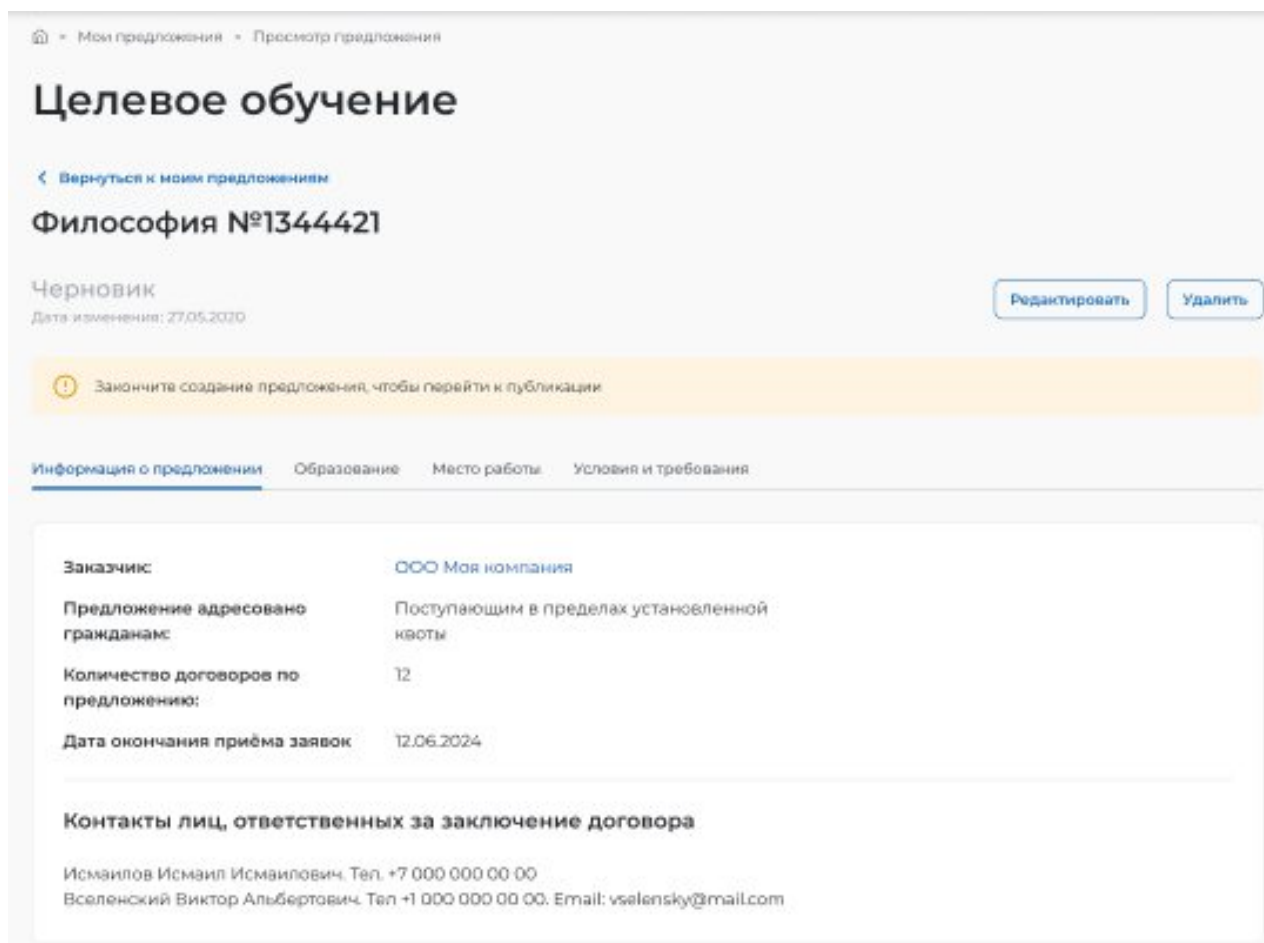 Мои предложения • Просмотр предложения
Целевое обучение
Вернуться к моим предложениям
Философия №1344421
Черновик
Редактировать Удалить
Дата изменения: 27.05.2020
Закончите создание предложения, чтобы перейти к публикации
Информация о предложении Образование Место работы Условия и требования
Заказчик: ООО Моя компания
Предложение адресовано Поступающим в пределах установленной
гражданам: квоты
Количество договоров по 12
предложению:
Дата окончания приёма заявок 12.06.2024
Контакты лиц, ответственных за заключение договора
Исмаилов Исмаил Исмаилович. Тел. +7 000 000 00 00
Вселенский Виктор Альбертович. Тел +1 000 000 00 00. Email: vselensky@mail.com